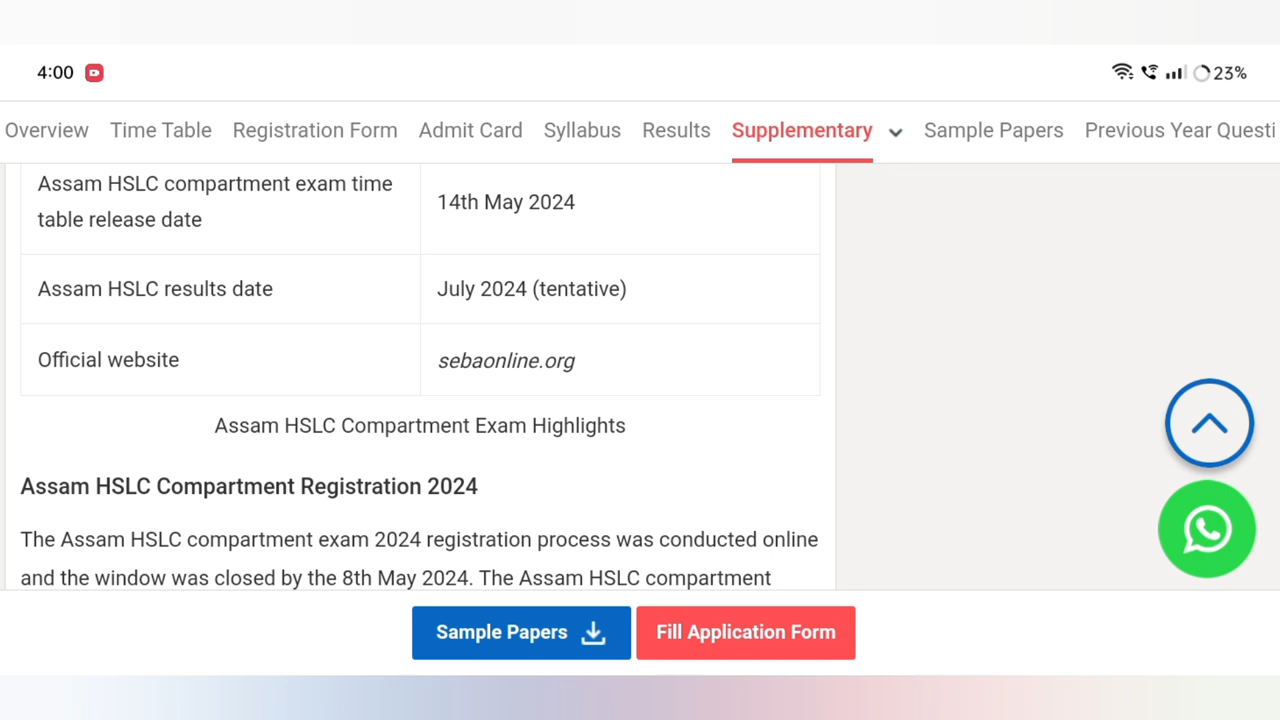 4:00
23%
Overview Time Table Registration Form Admit Card Syllabus Results Supplementary Sample Papers Previous Year Questi
Assam HSLC compartment exam time
table release date
14th May 2024
Assam HSLC results date
July 2024 (tentative)
Official website
sebaonline.org
Assam HSLC Compartment Exam Highlights
Assam HSLC Compartment Registration 2024
The Assam HSLC compartment exam 2024 registration process was conducted online
and the window was closed by the 8th May 2024. The Assam HSLC compartment
Sample Papers
Fill Application Form